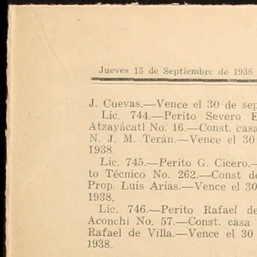 Jueves 15 de Septiembre de 1938
J. Cuevas.—Vence el 30 de sep
Lic. 744.—Perito Severo E
Atzayácatl No. 16.—Const. casa
N. J. M. Terán.—Vence el 30
1938.
Lic. 745.—Perito G. Cicero.—
to Técnico No. 262.—Const de
Prop. Luis Arias.—Vence el 30
1938.
Lic. 746.—Perito Rafael de
Aconchi No. 57.—Const. casa
Rafael de Villa.—Vence el 30
1938.